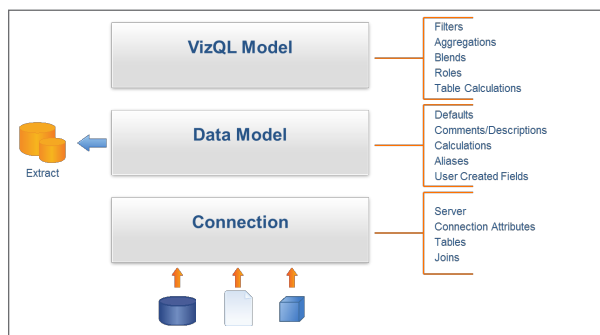 VizQL Model
Filters
Aggregations
Blends
Roles
Table Calculations
Data Model
Defaults
Comments/Descriptions
Calculations
Aliases
User Created Fields
Extract
Connection
Server
Connection Attributes
Tables
Joins